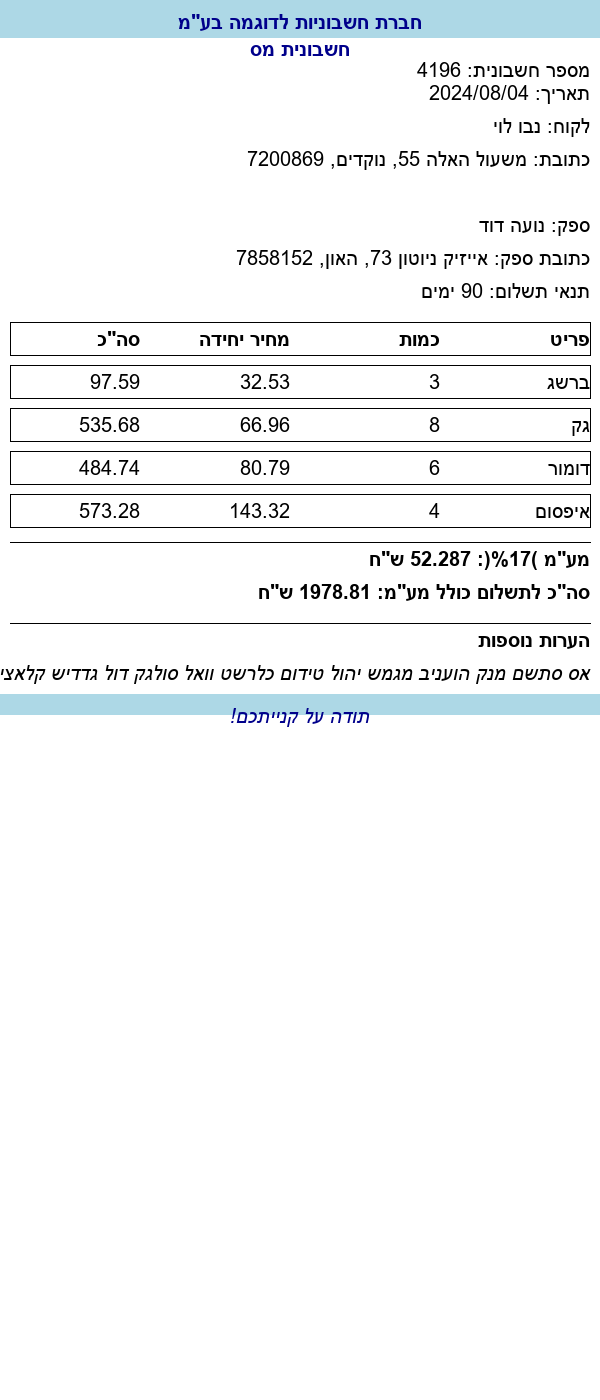 חברת חשבוניות לדוגמה בע"מ
חשבונית מס
מספר חשבונית: 4196
תאריך: 2024/08/04
לקוח: נבו לוי
כתובת: משעול האלה 55, נוקדים, 7200869
ספק: נועה דוד
כתובת ספק: אייזיק ניוטון 73, האון, 7858152
תנאי תשלום: 90 ימים
פריט כמות מחיר יחידה סה"כ
ברשג 3 32.53 97.59
גק 8 66.96 535.68
דומור 6 80.79 484.74
איפסום 4 143.32 573.28
מע"מ )17%(: 52.287 ש"ח
סה"כ לתשלום כולל מע"מ: 1978.81 ש"ח
הערות נוספות
אס סתשם מנק הועניב מגמש יהול טידום כלרשט וואל סולגק דול גדדיש קלאצי
תודה על קנייתכם!